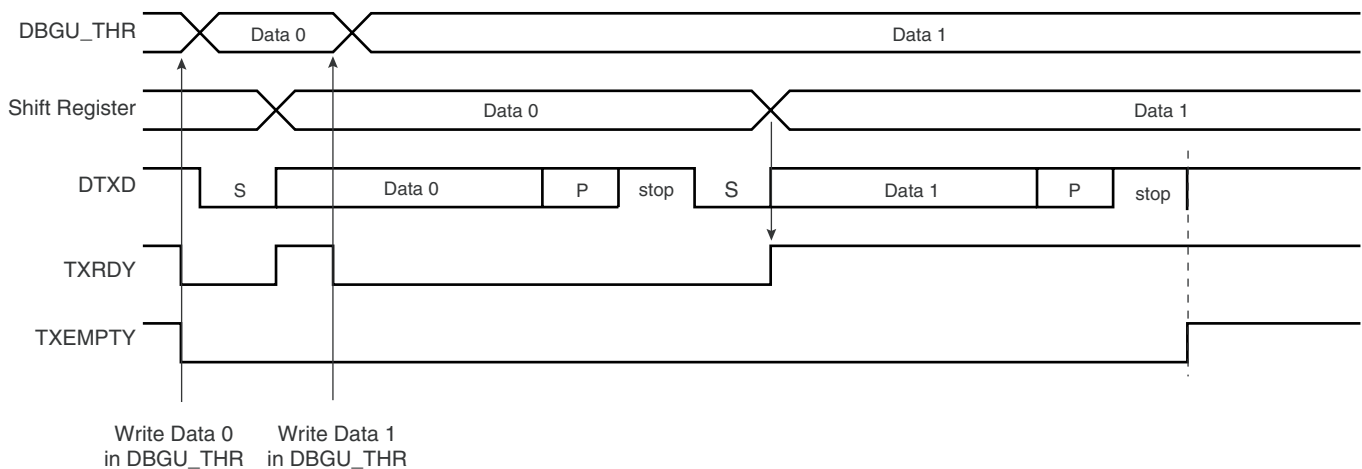 DBGU_THR
Data 0
Data 1
Shift Register
Data 0
Data 1
DTXD
S
Data 0
P
stop
S
Data 1
P
stop
TXRDY
TXEMPTY
Write Data 0
in DBGU_THR
Write Data 1
in DBGU_THR